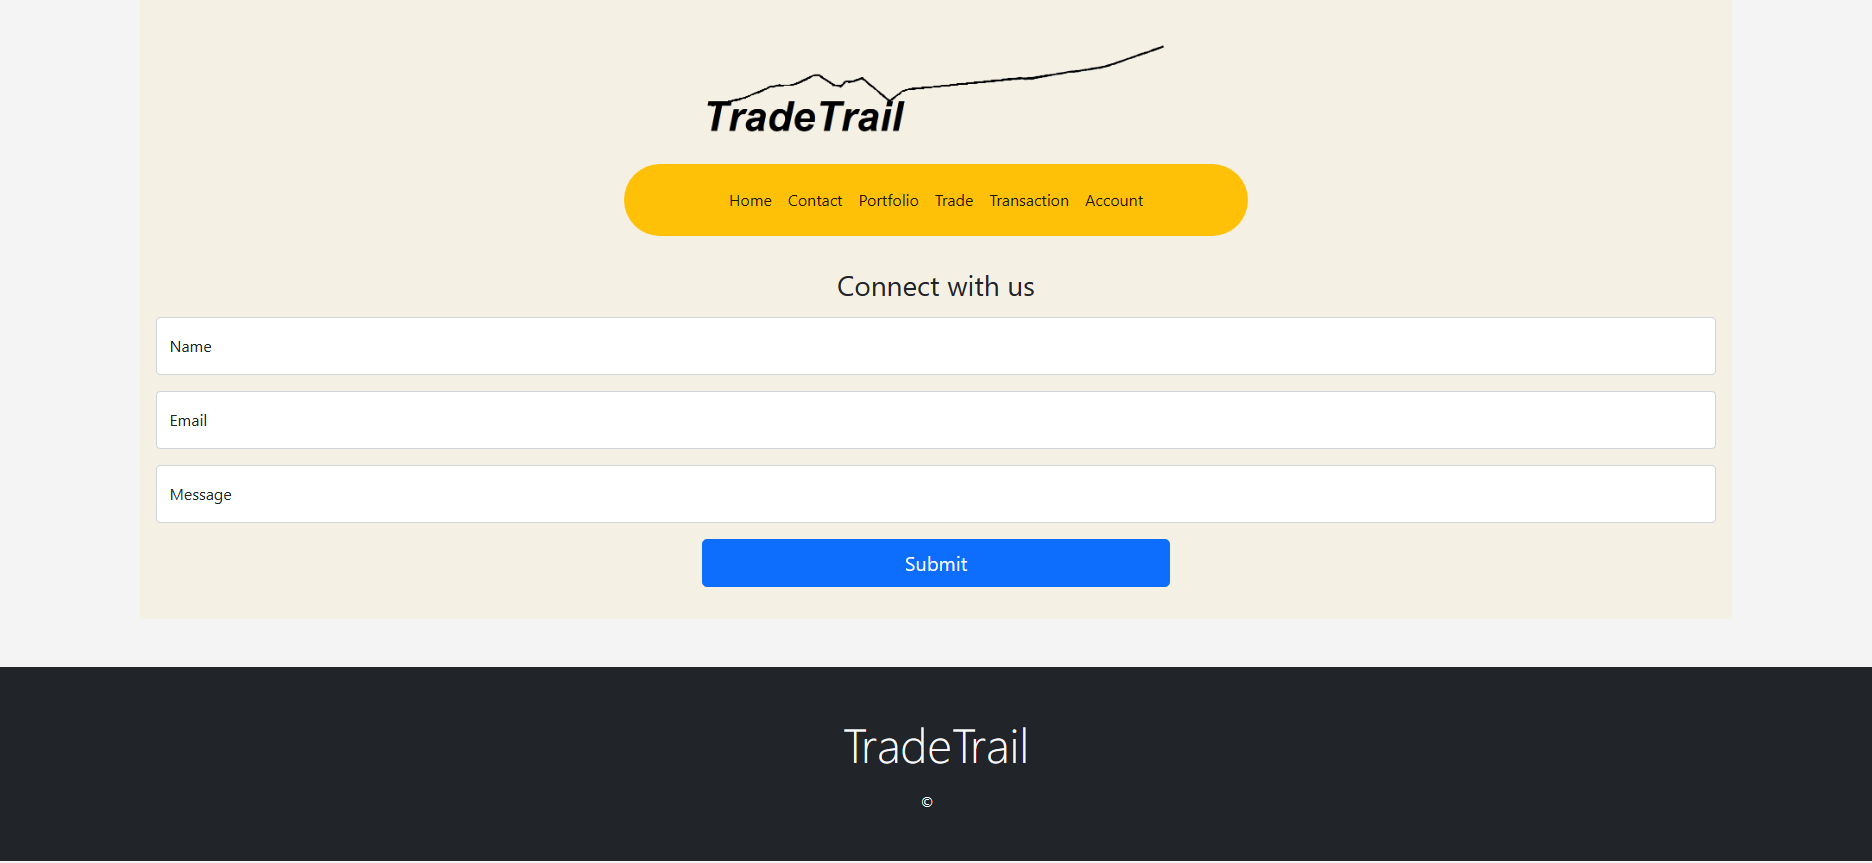 TradeTrail
Home Contact Portfolio Trade Transaction Account
Connect with us
Name
Email
Message
Submit
TradeTrail
©